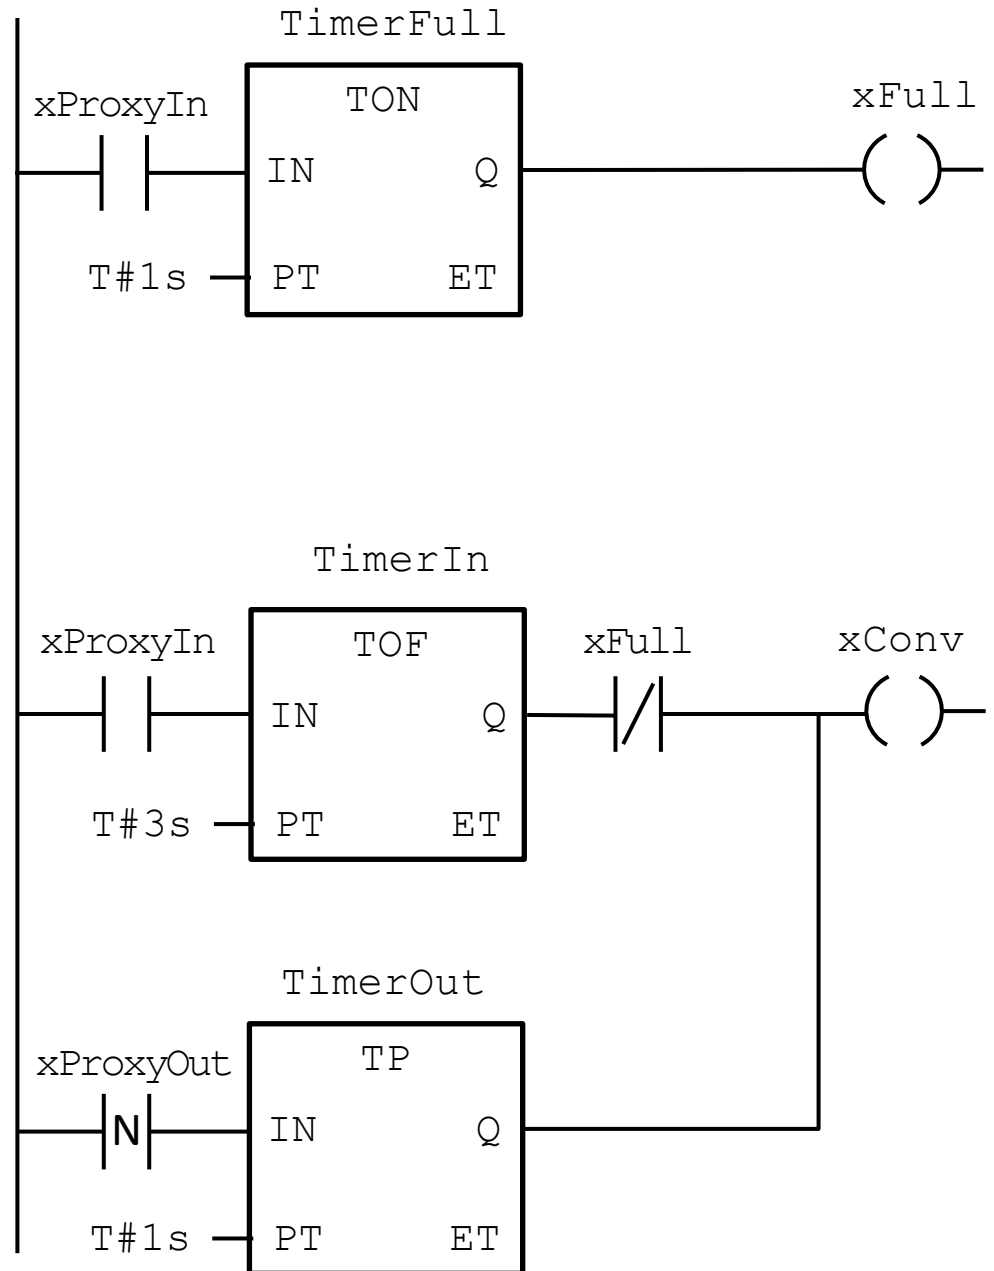 TimerFull
xProxyIn TON xFull
IN Q
T#1s PT ET
TimerIn
xProxyIn TOF xFull xConv
IN Q
T#3s PT ET
TimerOut
xProxyOut TP
N IN Q
T#1s PT ET